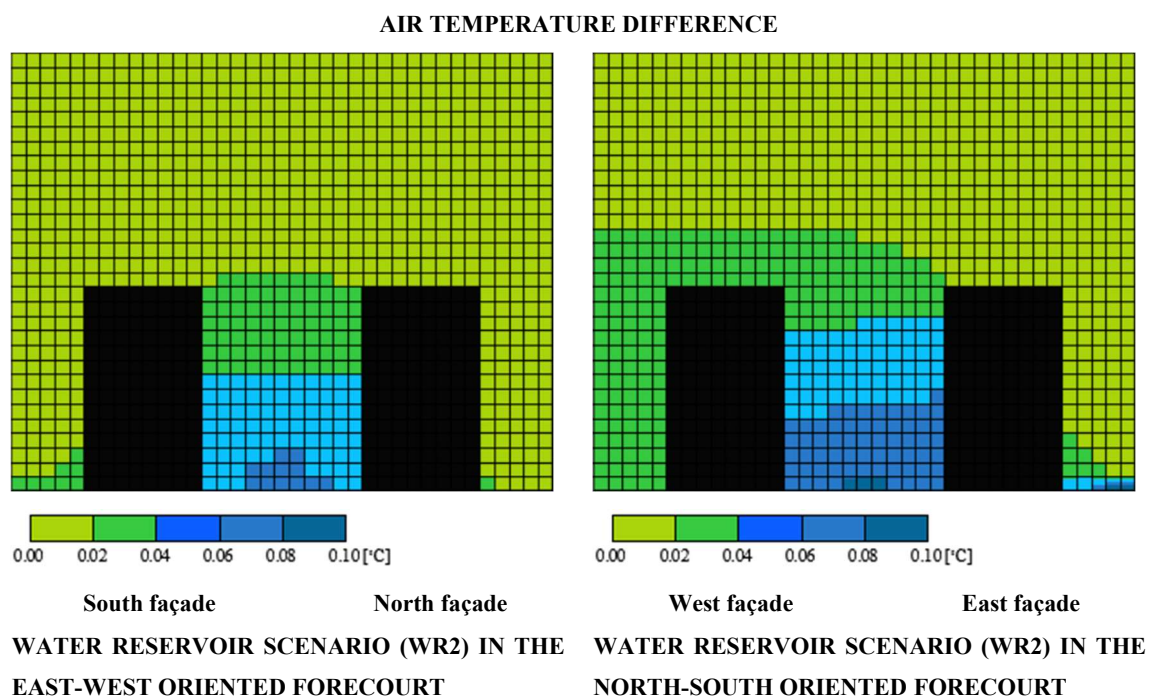 AIR TEMPERATURE DIFFERENCE
0.00 0.02 0.04 0.06 0.08 0.10[°C]
0.00 0.02 0.04 0.06 0.08 0.10[°C]
South façade North façade
West façade East façade
WATER RESERVOIR SCENARIO (WR2) IN THE
EAST-WEST ORIENTED FORECOURT
WATER RESERVOIR SCENARIO (WR2) IN THE
NORTH-SOUTH ORIENTED FORECOURT